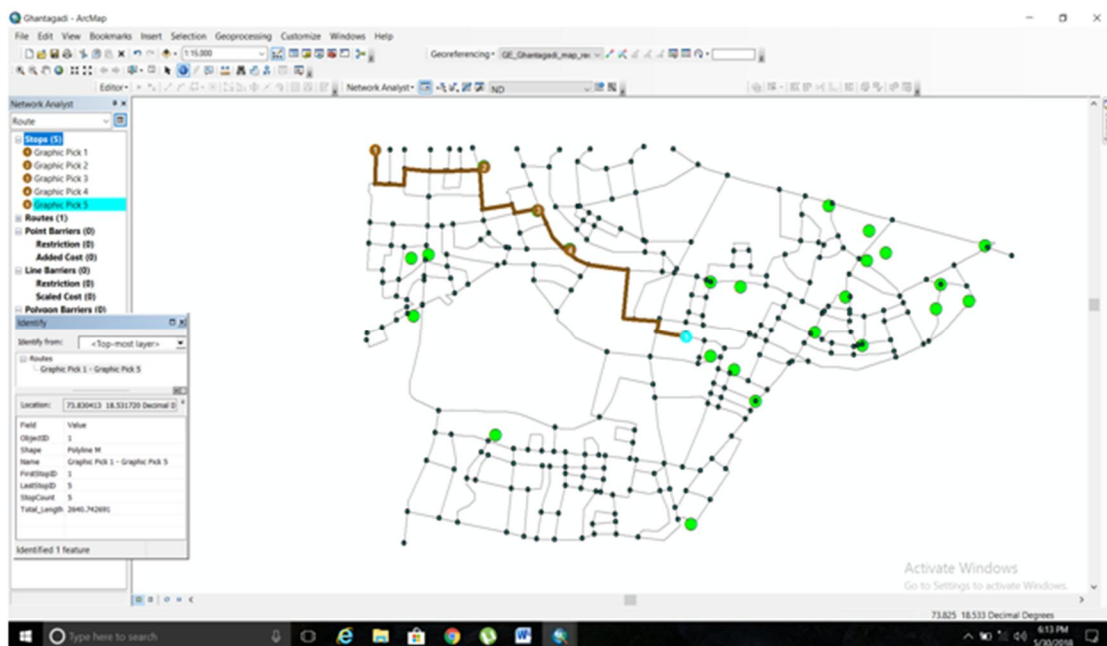 Ghantagadi - ArcMap
File Edit View Bookmarks Insert Selection Geoprocessing Customize Windows Help
1:15,000 Georeferencing
Editor Network Analyst ND
Network Analyst
Route
Stops (5)
Graphic Pick 1
Graphic Pick 2
Graphic Pick 3
Graphic Pick 4
Graphic Pick 5
Routes (1)
Point Barriers (0)
Restriction (0)
Added Cost (0)
Line Barriers (0)
Restriction (0)
Scaled Cost (0)
Polygon Barriers (0)
Identify
Identify from: <Top-most layer>
Routes
Graphic Pick 1 - Graphic Pick 5
Location: 73.830413 18.531720 Decimal D
Field Value
ObjectID 1
Shape Polyline M
Name Graphic Pick 1 - Graphic Pick 5
FirstStopID 1
LastStopID 5
StopCount 5
Total_Length 2640.742691
Identified 1 feature
1
2
3
4
5
Activate Windows
Go to Settings to activate Windows.
73.825 18.533 Decimal Degrees
Type here to search
6:13 PM
5/30/2018